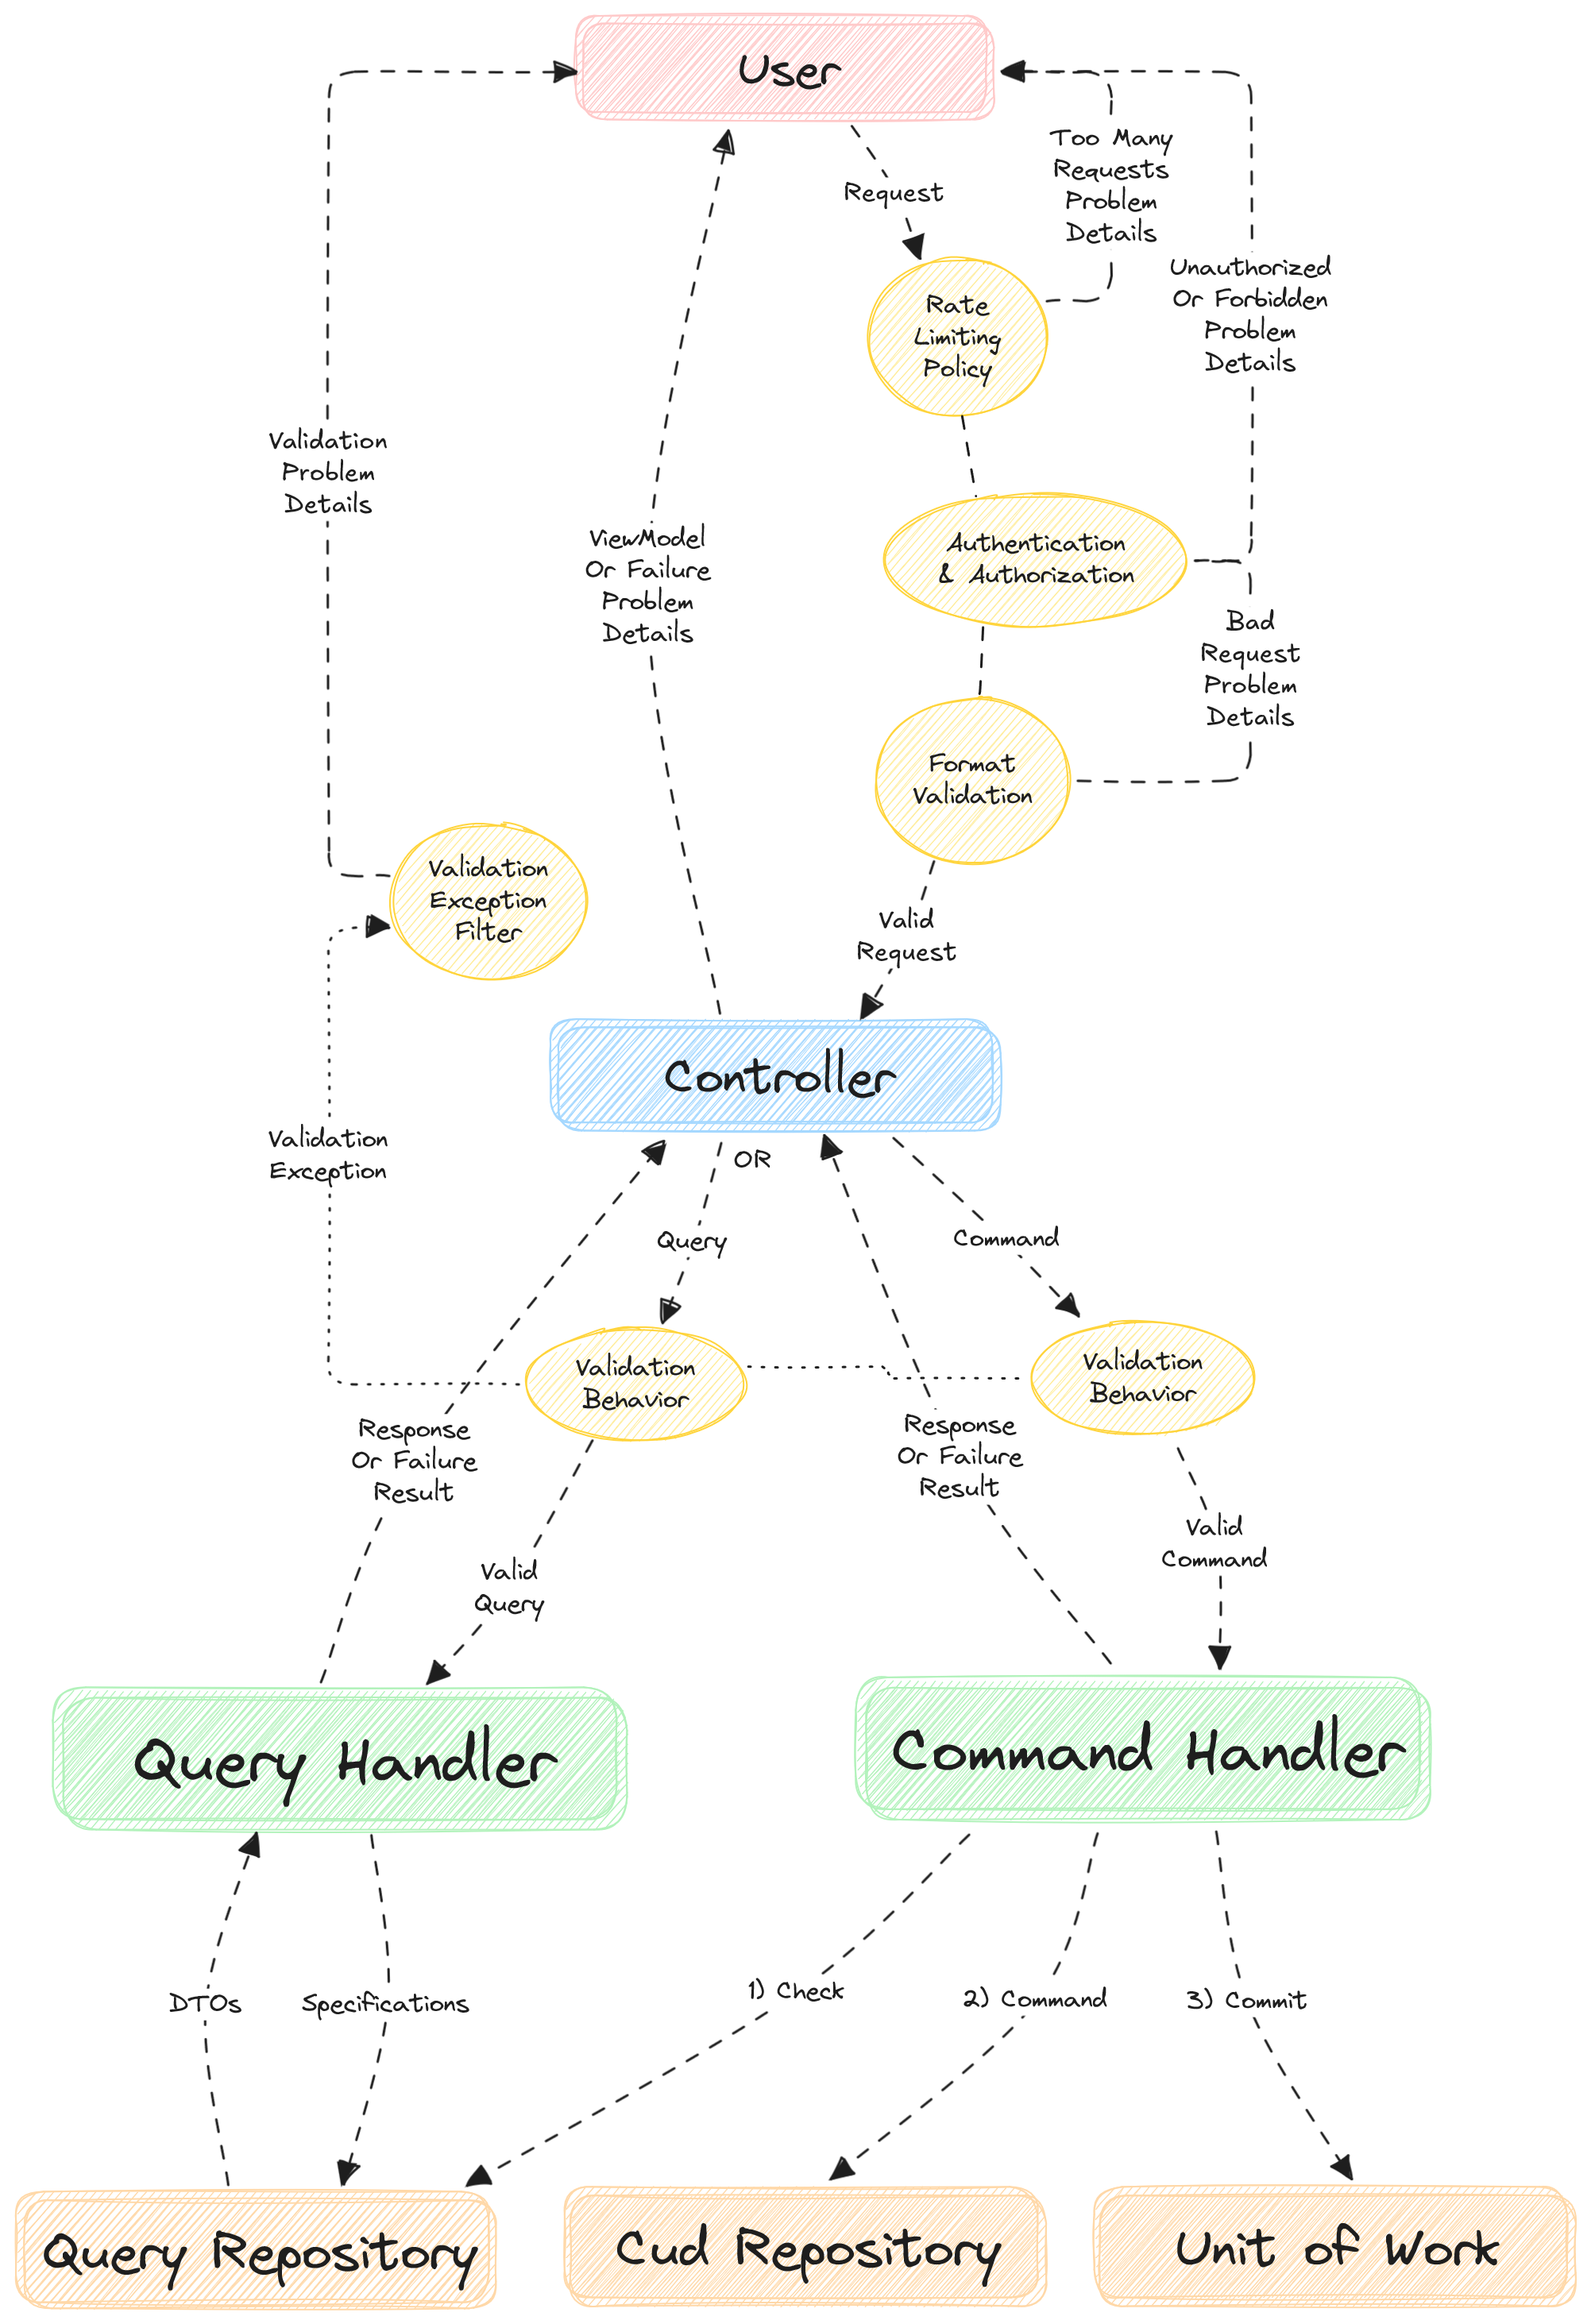 User
Request
Too Many
Requests
Problem
Details
Unauthorized
Or Forbidden
Problem
Details
Rate
Limiting
Policy
Validation
Problem
Details
ViewModel
Or Failure
Problem
Details
Authentication
& Authorization
Bad
Request
Problem
Details
Format
Validation
Validation
Exception
Filter
Valid
Request
Controller
Validation
Exception
OR
Query
Command
Validation
Behavior
Validation
Behavior
Response
Or Failure
Result
Response
Or Failure
Result
Valid
Query
Valid
Command
Query Handler
Command Handler
DTOs
Specifications
1) Check
2) Command
3) Commit
Query Repository
Cud Repository
Unit of Work